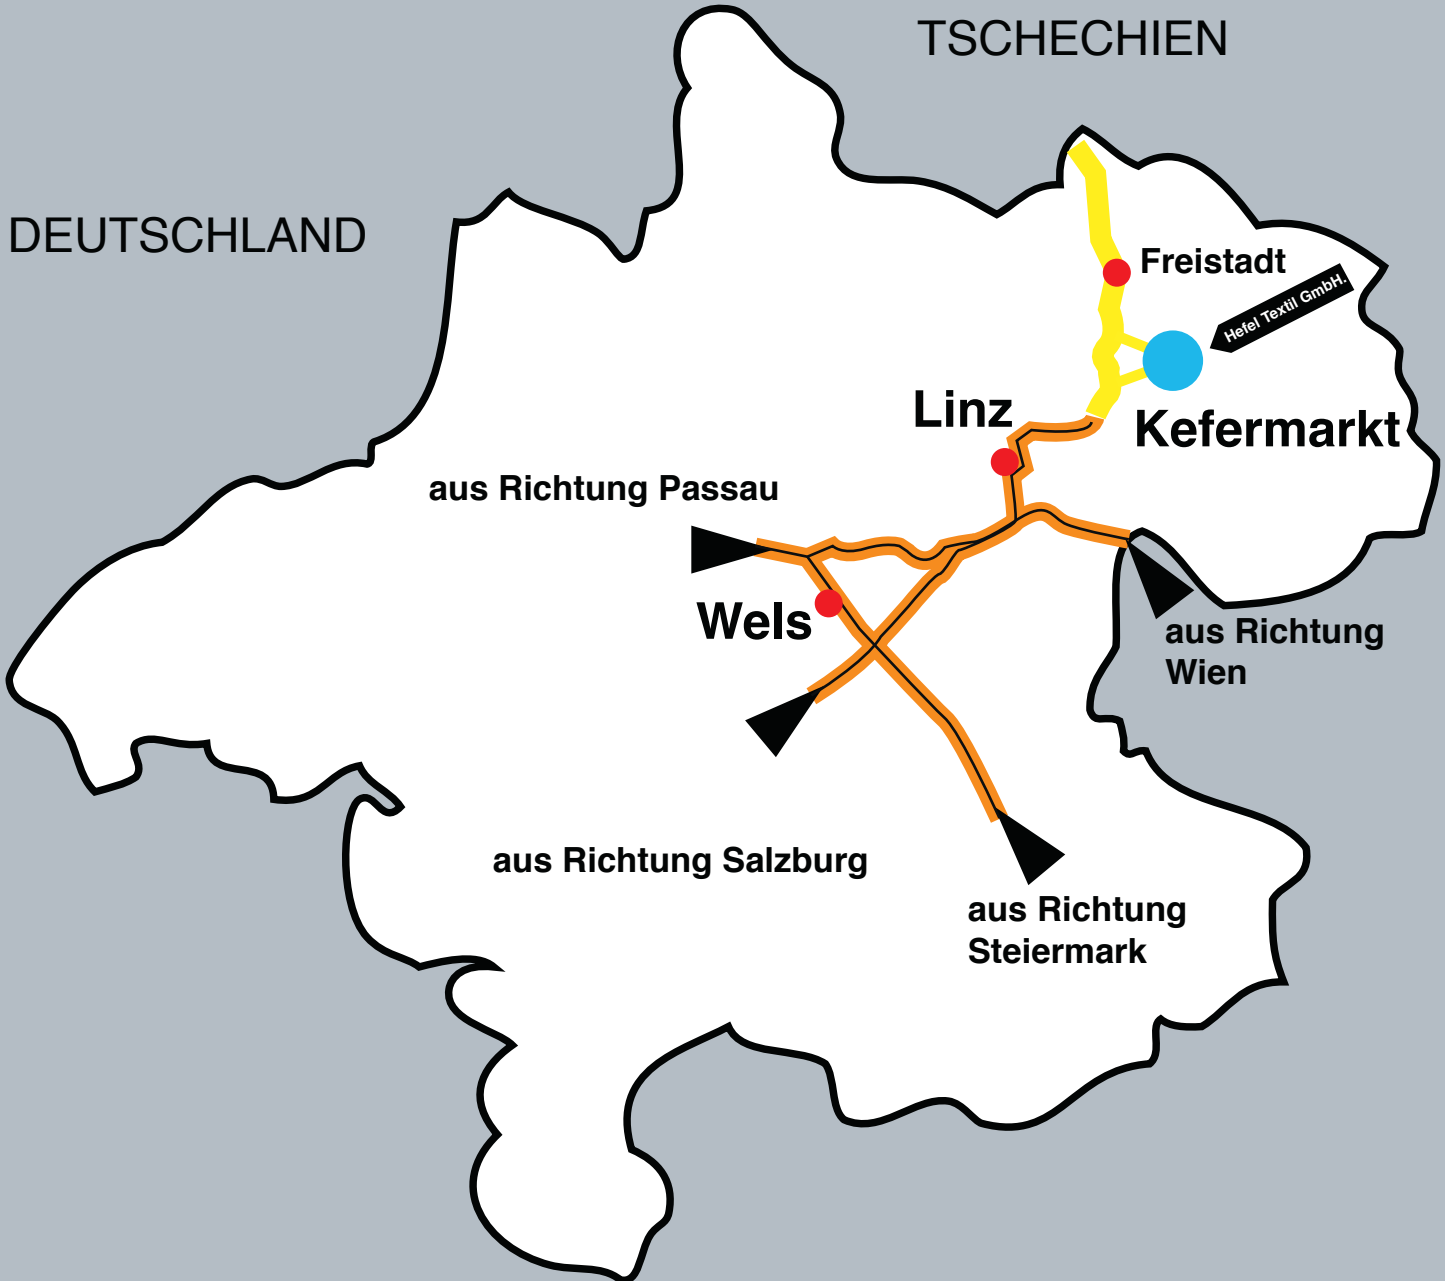 TSCHECHIEN
DEUTSCHLAND
Freistadt
Hefel Textil GmbH.
Linz
Kefermarkt
aus Richtung Passau
Wels
aus Richtung
Wien
aus Richtung Salzburg
aus Richtung
Steiermark